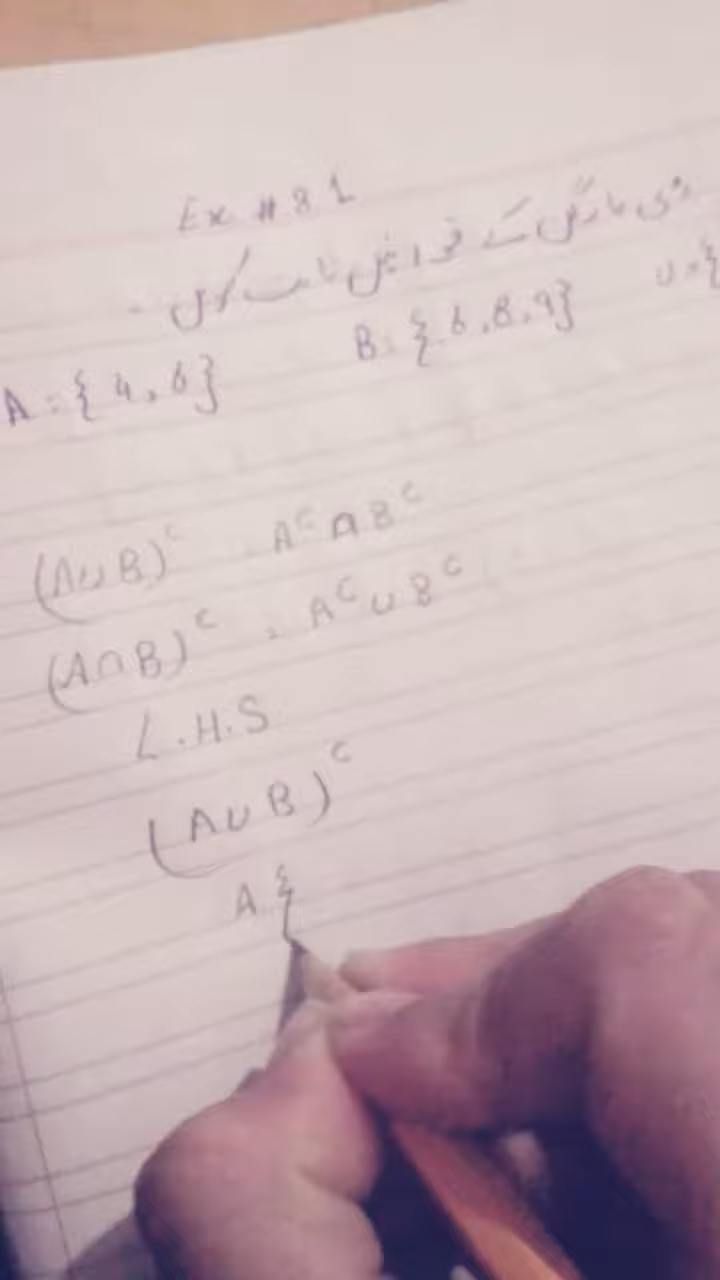 Ex # 8 1
ڈی مارگن کے قوانین ثابت کریں -
A = { 4 , 6 } B = { 6 , 8 , 9 } U = {
(A∪B)ᶜ = Aᶜ ∩ Bᶜ
(A∩B)ᶜ = Aᶜ ∪ Bᶜ
L.H.S
(A∪B)ᶜ
A = {